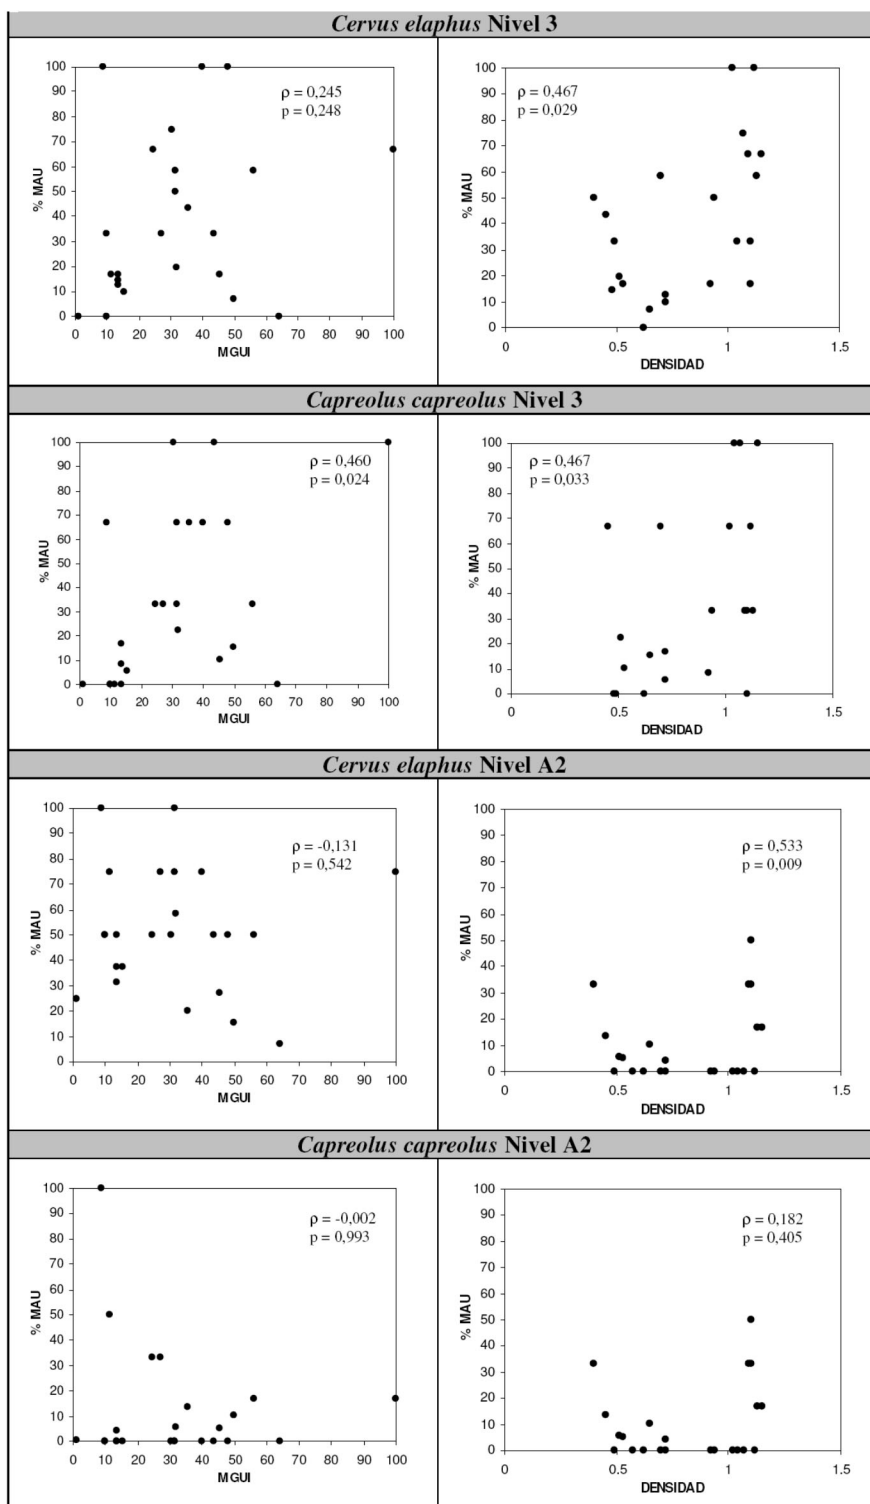 Cervus elaphus Nivel 3
100
90
80
70
60
50
40
30
20
10
0
% MAU
ρ = 0,245
p = 0,248
0 10 20 30 40 50 60 70 80 90 100
MGUI
100
90
80
70
60
50
40
30
20
10
0
% MAU
ρ = 0,467
p = 0,029
0 0.5 1 1.5
DENSIDAD
Capreolus capreolus Nivel 3
100
90
80
70
60
50
40
30
20
10
0
% MAU
ρ = 0,460
p = 0,024
0 10 20 30 40 50 60 70 80 90 100
MGUI
100
90
80
70
60
50
40
30
20
10
0
% MAU
ρ = 0,467
p = 0,033
0 0.5 1 1.5
DENSIDAD
Cervus elaphus Nivel A2
100
90
80
70
60
50
40
30
20
10
0
% MAU
ρ = -0,131
p = 0,542
0 10 20 30 40 50 60 70 80 90 100
MGUI
100
90
80
70
60
50
40
30
20
10
0
% MAU
ρ = 0,533
p = 0,009
0 0.5 1 1.5
DENSIDAD
Capreolus capreolus Nivel A2
100
90
80
70
60
50
40
30
20
10
0
% MAU
ρ = -0,002
p = 0,993
0 10 20 30 40 50 60 70 80 90 100
MGUI
100
90
80
70
60
50
40
30
20
10
0
% MAU
ρ = 0,182
p = 0,405
0 0.5 1 1.5
DENSIDAD